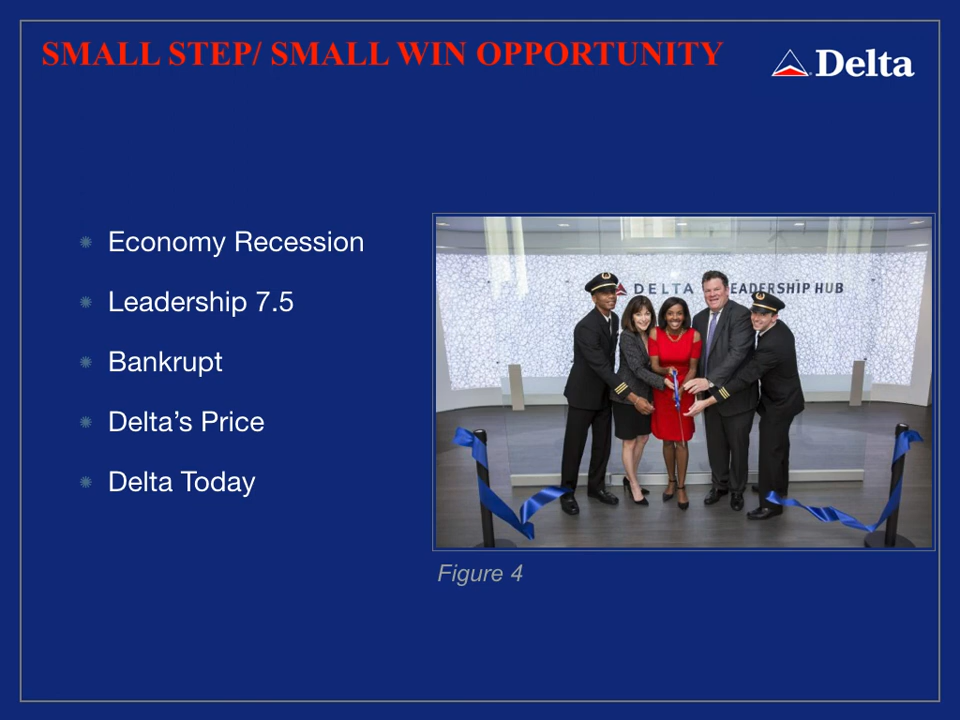 SMALL STEP/ SMALL WIN OPPORTUNITY
Delta
Economy Recession
Leadership 7.5
Bankrupt
Delta’s Price
Delta Today
DELTA LEADERSHIP HUB
Figure 4